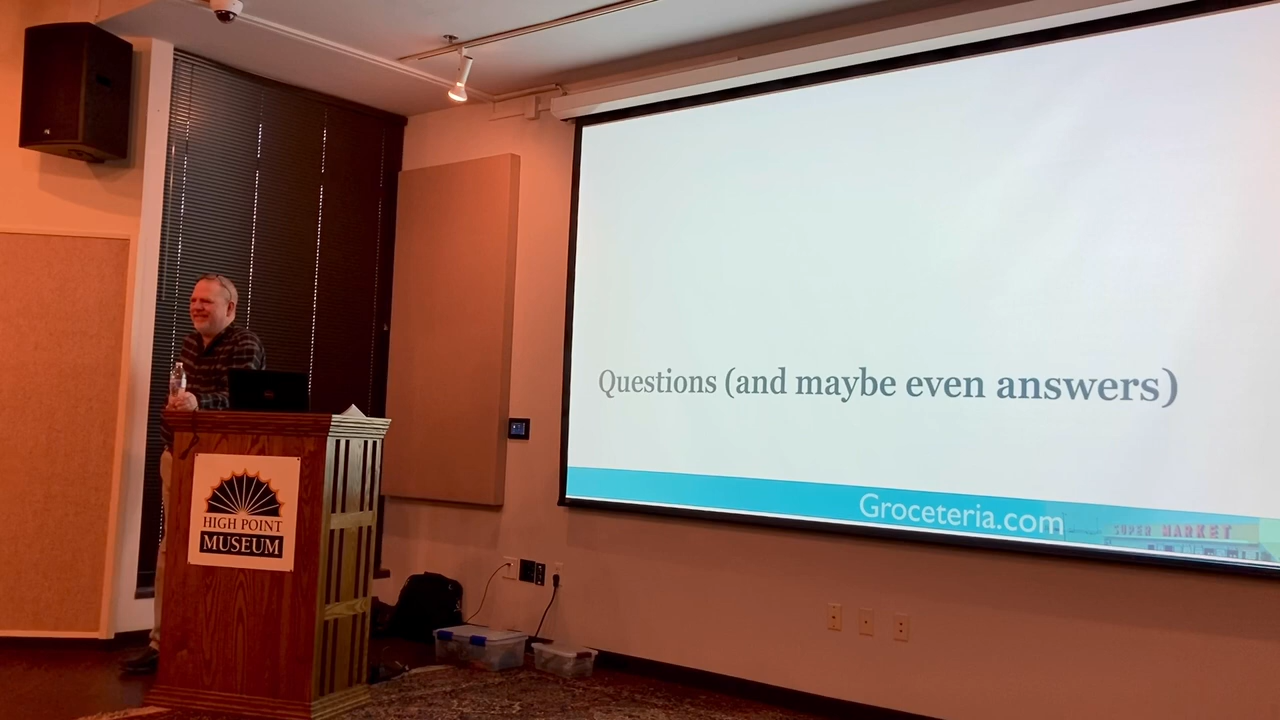 Questions (and maybe even answers)
Groceteria.com
SUPER MARKET
HIGH POINT
MUSEUM